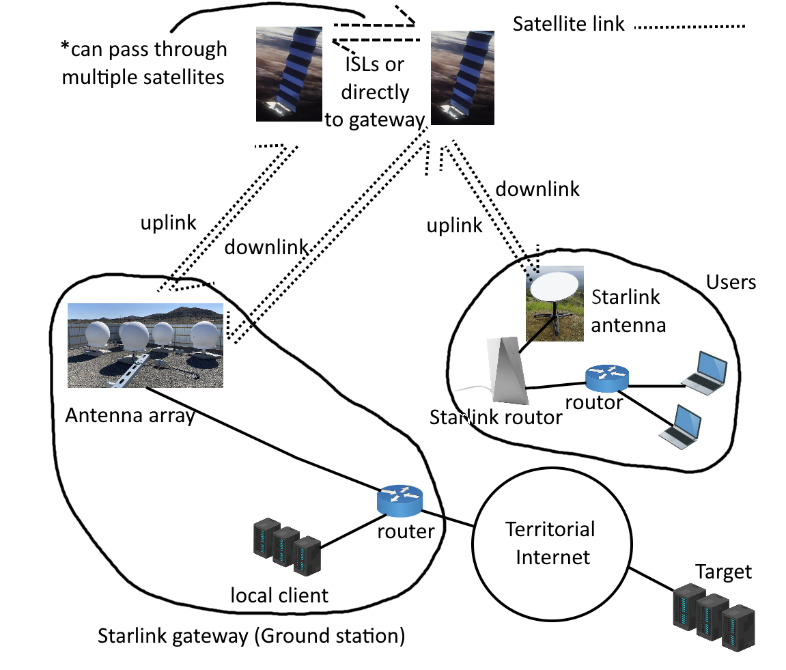 Satellite link
*can pass through
multiple satellites
ISLs or
directly
to gateway
uplink
downlink
downlink
uplink
Users
Starlink
antenna
Starlink routor
routor
Antenna array
router
local client
Territorial
Internet
Target
Starlink gateway (Ground station)